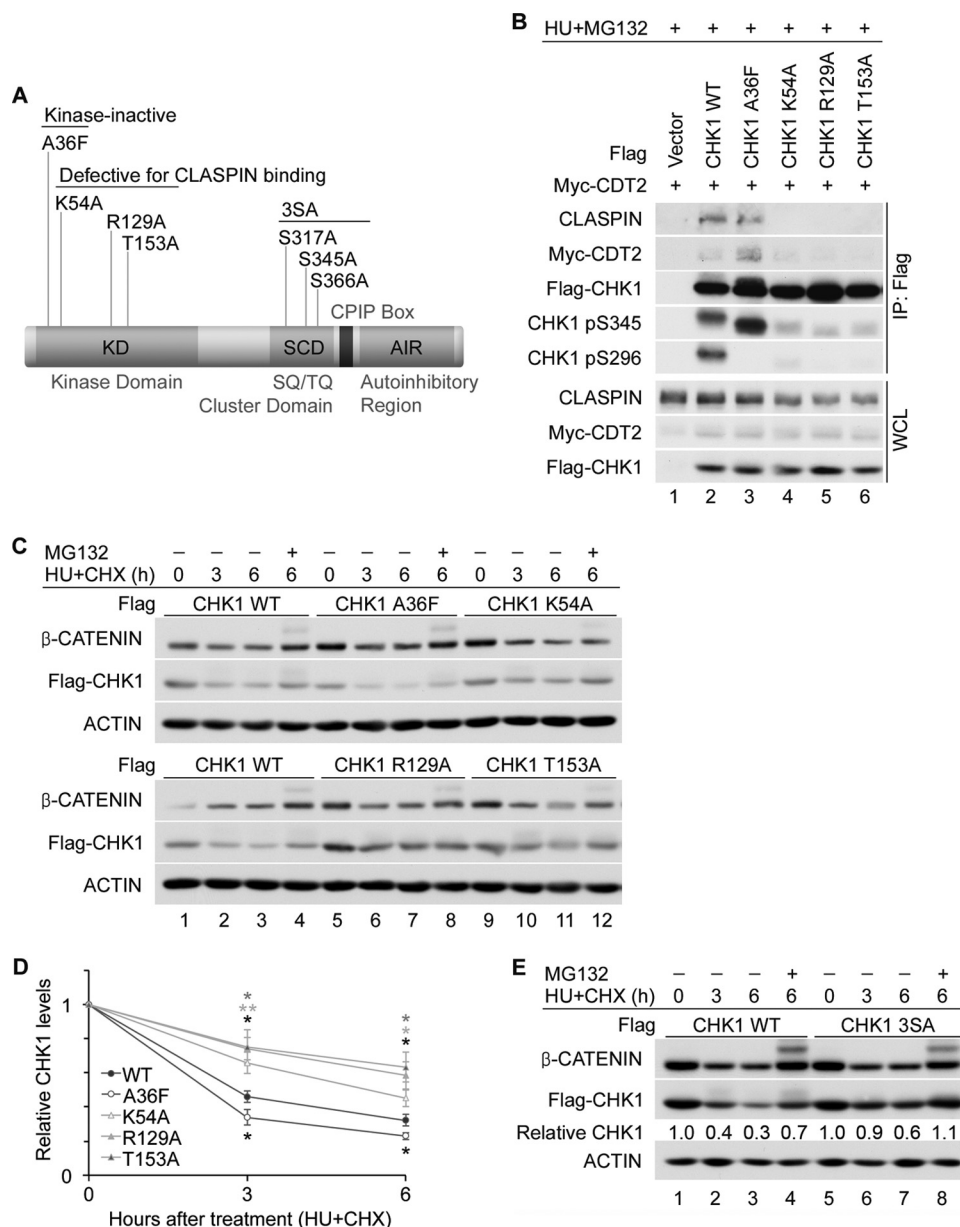 A
Kinase-inactive
A36F
Defective for CLASPIN binding
K54A
R129A
T153A
3SA
S317A
S345A
S366A
CPIP Box
KD
SCD
AIR
Kinase Domain
SQ/TQ
Cluster Domain
Autoinhibitory
Region
B
HU+MG132 + + + + + +
Flag
Vector
CHK1 WT
CHK1 A36F
CHK1 K54A
CHK1 R129A
CHK1 T153A
Myc-CDT2 + + + + + +
CLASPIN
Myc-CDT2
Flag-CHK1
CHK1 pS345
CHK1 pS296
IP: Flag
CLASPIN
Myc-CDT2
Flag-CHK1
WCL
1 2 3 4 5 6
C
MG132 – – – + – – – + – – – +
HU+CHX (h) 0 3 6 6 0 3 6 6 0 3 6 6
Flag CHK1 WT CHK1 A36F CHK1 K54A
β-CATENIN
Flag-CHK1
ACTIN
Flag CHK1 WT CHK1 R129A CHK1 T153A
β-CATENIN
Flag-CHK1
ACTIN
1 2 3 4 5 6 7 8 9 10 11 12
D
Relative CHK1 levels
1
0
* ** *
* * *
*
*
WT
A36F
K54A
R129A
T153A
0 3 6
Hours after treatment (HU+CHX)
E
MG132 – – – + – – – +
HU+CHX (h) 0 3 6 6 0 3 6 6
Flag CHK1 WT CHK1 3SA
β-CATENIN
Flag-CHK1
Relative CHK1 1.0 0.4 0.3 0.7 1.0 0.9 0.6 1.1
ACTIN
1 2 3 4 5 6 7 8